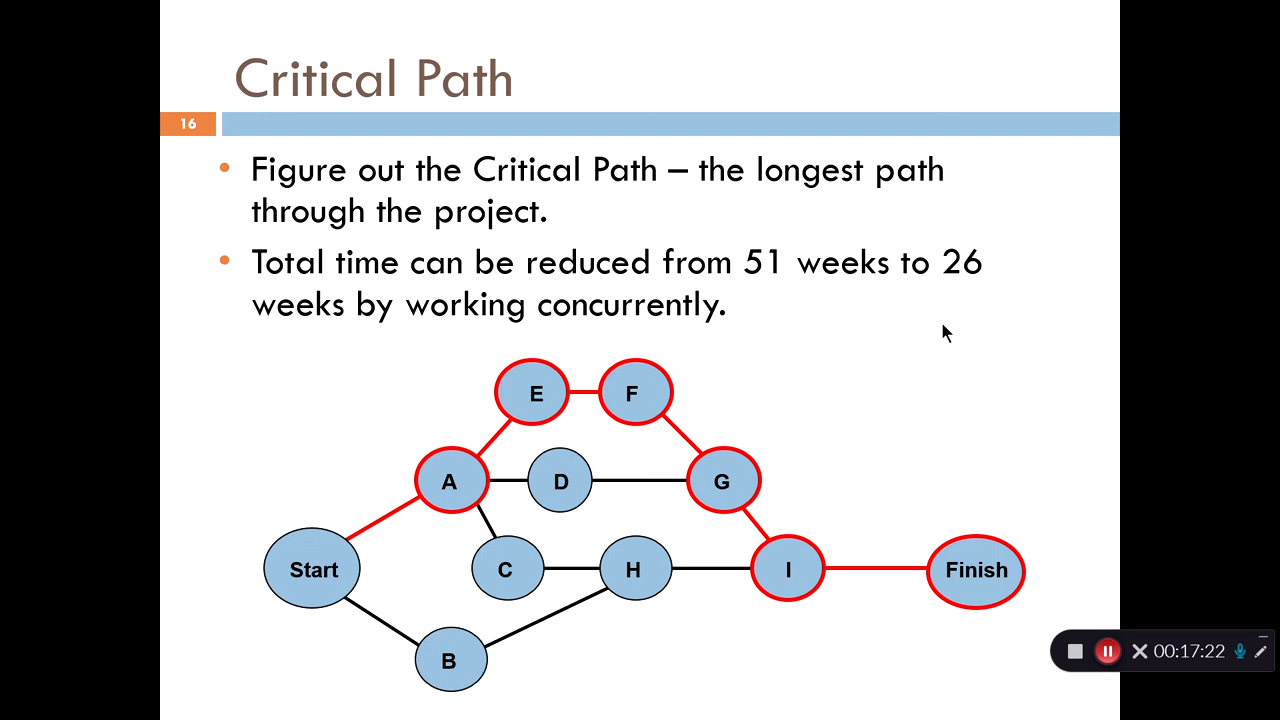 Critical Path
16
• Figure out the Critical Path – the longest path
through the project.
• Total time can be reduced from 51 weeks to 26
weeks by working concurrently.
E
F
A
D
G
Start
C
H
I
Finish
B
00:17:22